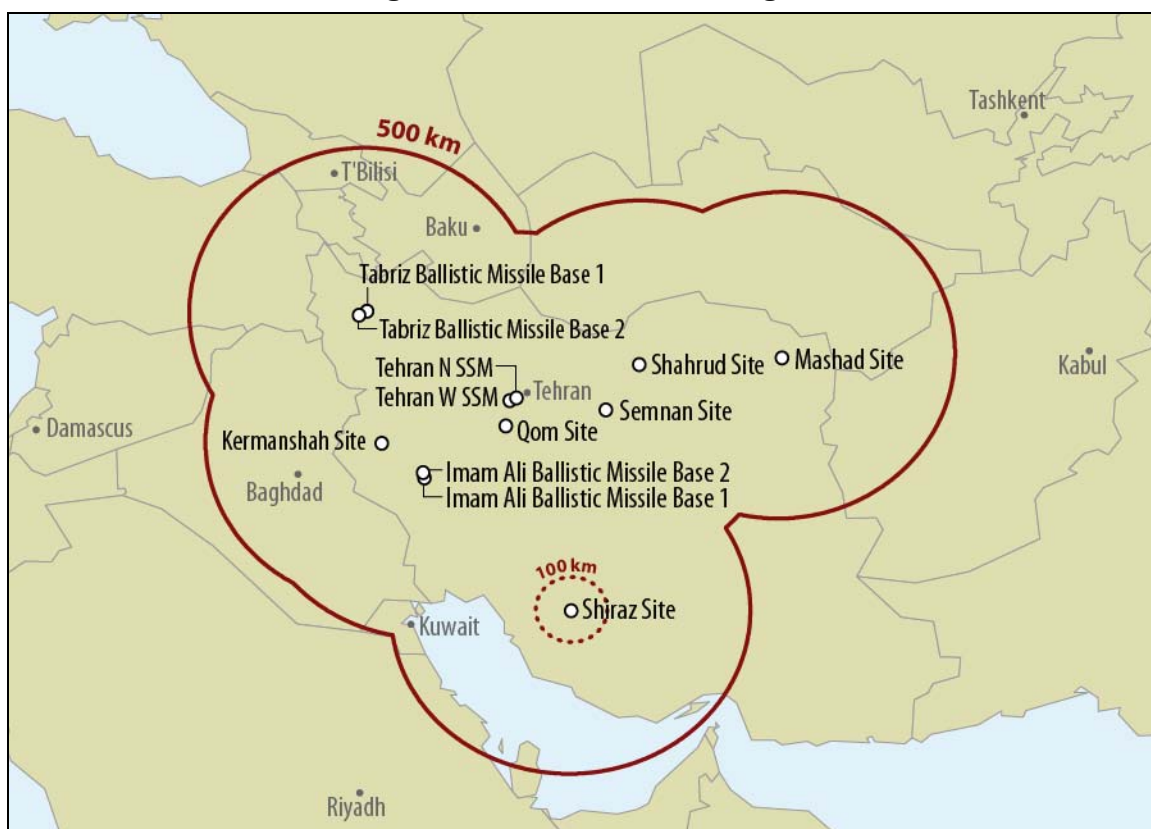 Tashkent
500 km
T'Bilisi
Baku
Tabriz Ballistic Missile Base 1
Tabriz Ballistic Missile Base 2
Tehran N SSM
Tehran
Shahrud Site
Mashad Site
Kabul
Tehran W SSM
Semnan Site
Qom Site
Damascus
Kermanshah Site
Baghdad
Imam Ali Ballistic Missile Base 2
Imam Ali Ballistic Missile Base 1
100 km
Shiraz Site
Kuwait
Riyadh